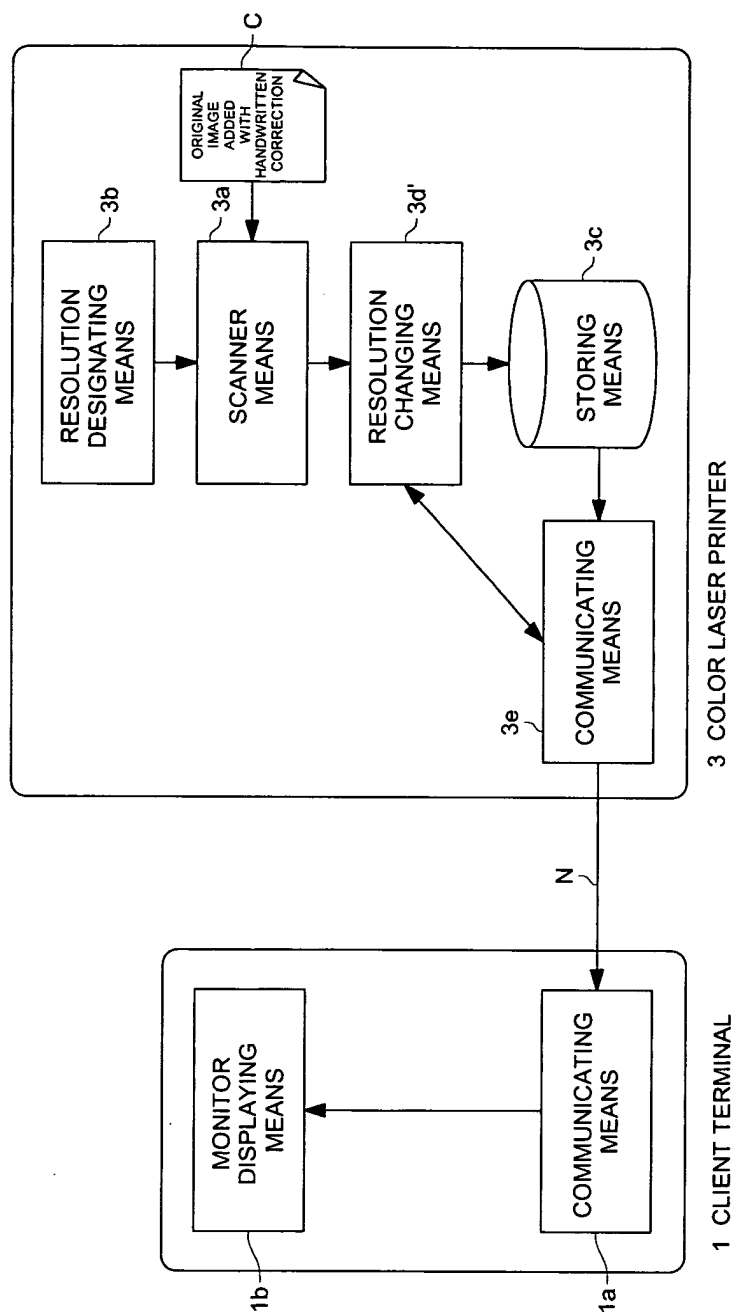 C
ORIGINAL
IMAGE
ADDED
WITH
HANDWRITTEN
CORRECTION
3b
RESOLUTION
DESIGNATING
MEANS
3a
SCANNER
MEANS
3d'
RESOLUTION
CHANGING
MEANS
3c
STORING
MEANS
3e
COMMUNICATING
MEANS
3 COLOR LASER PRINTER
N
MONITOR
DISPLAYING
MEANS
1b
COMMUNICATING
MEANS
1a
1 CLIENT TERMINAL